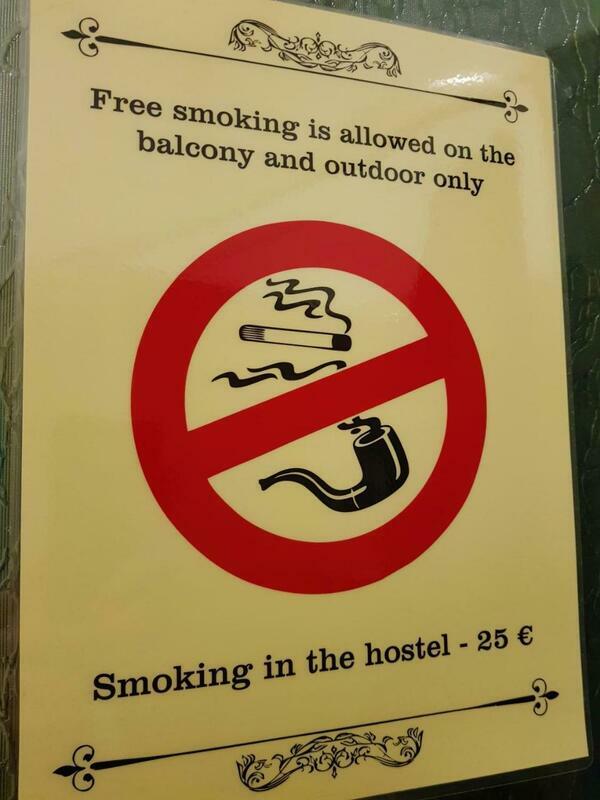 Free smoking is allowed on the
balcony and outdoor only
Smoking in the hostel - 25 €